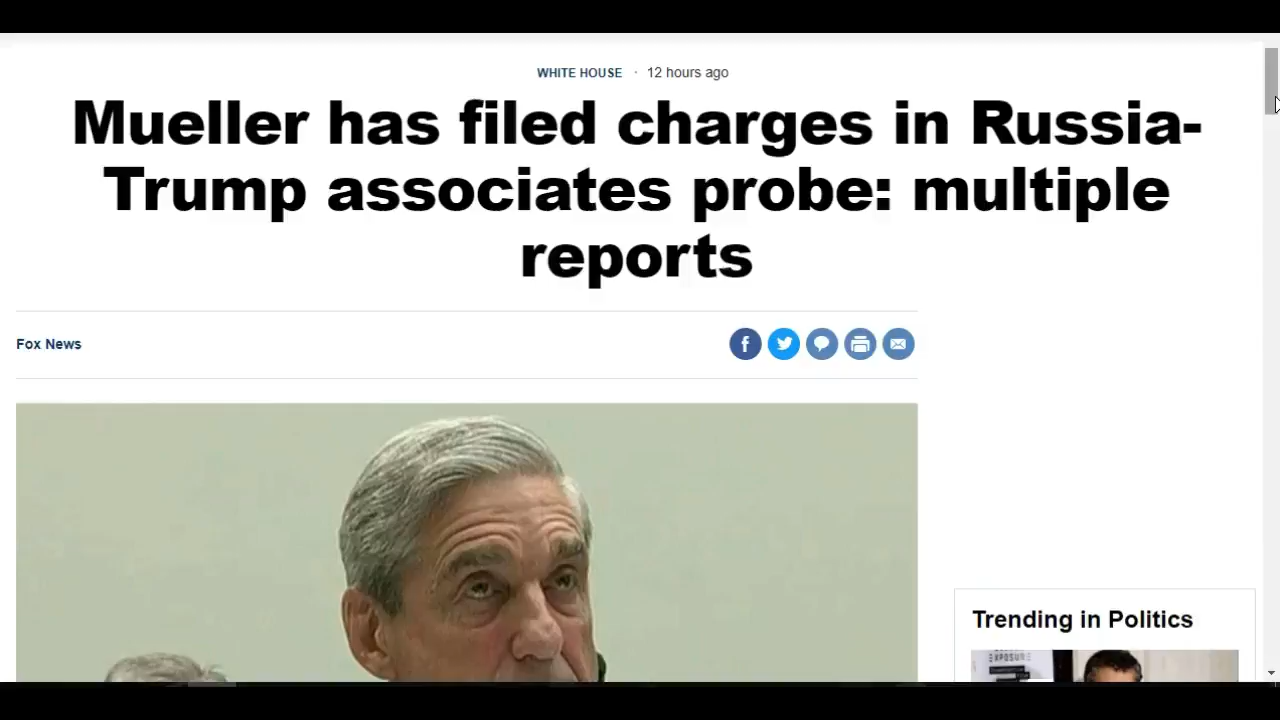 WHITE HOUSE · 12 hours ago
Mueller has filed charges in Russia-
Trump associates probe: multiple
reports
Fox News
f
Trending in Politics